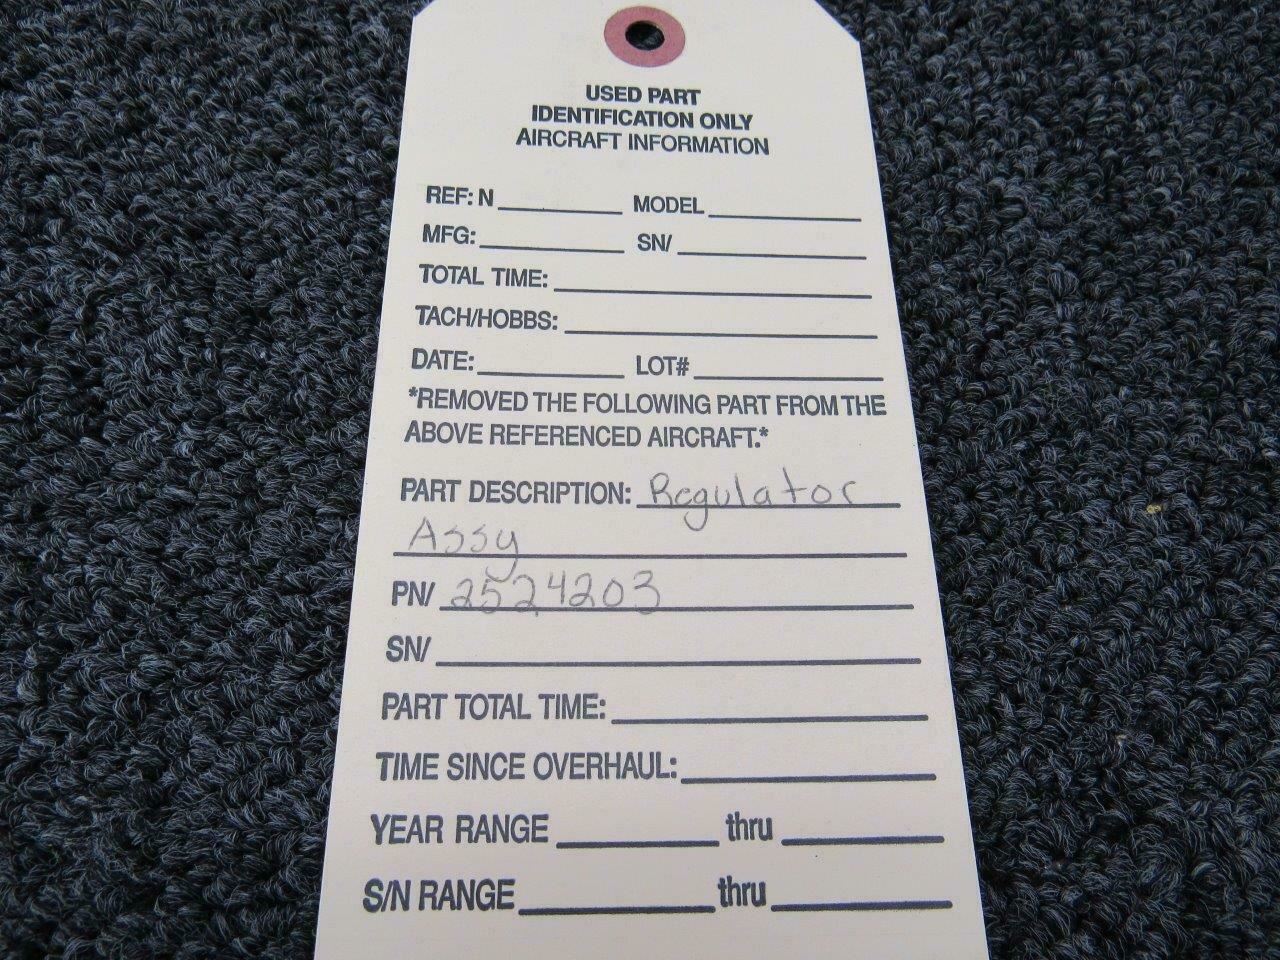 USED PART
IDENTIFICATION ONLY
AIRCRAFT INFORMATION
REF: N MODEL
MFG: SN/
TOTAL TIME:
TACH/HOBBS:
DATE: LOT#
*REMOVED THE FOLLOWING PART FROM THE
ABOVE REFERENCED AIRCRAFT.*
PART DESCRIPTION: Regulator
Assy
PN/ 2524203
SN/
PART TOTAL TIME:
TIME SINCE OVERHAUL:
YEAR RANGE thru
S/N RANGE thru